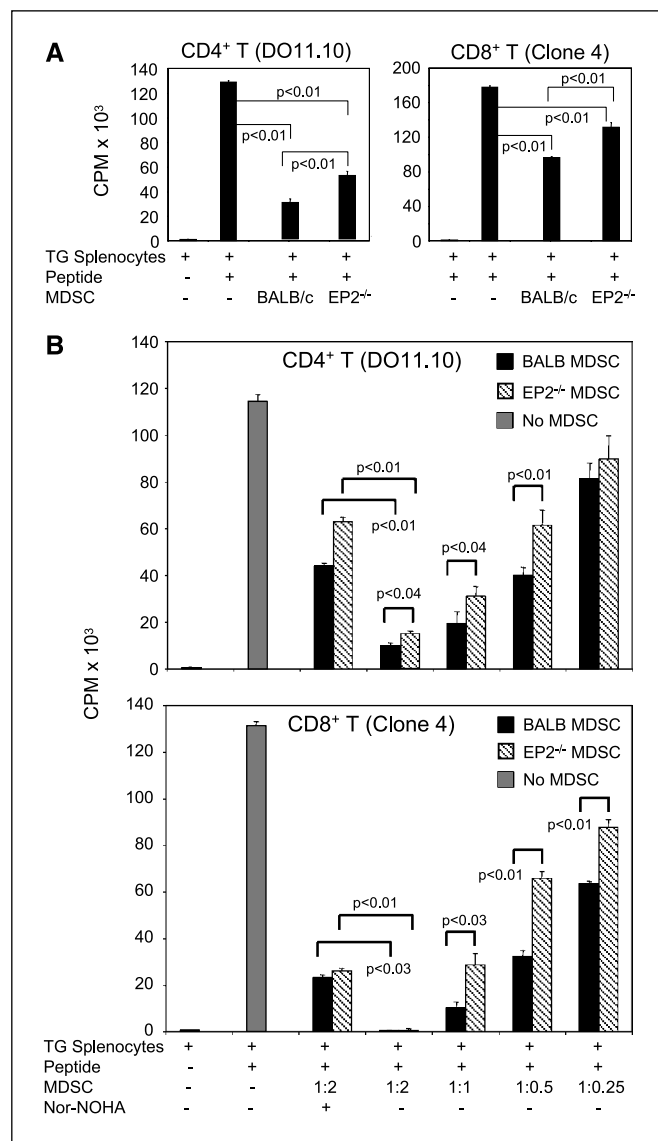 A
CD4+ T (DO11.10)
CD8+ T (Clone 4)
CPM x 10³
140
120
100
80
60
40
20
0
p<0.01
p<0.01
p<0.01
200
160
120
80
40
0
p<0.01
p<0.01
p<0.01
TG Splenocytes + + + + + + + +
Peptide - + + + + + + +
MDSC - - BALB/c EP2-/- - - BALB/c EP2-/-
B
CD4+ T (DO11.10)
BALB MDSC
EP2-/- MDSC
No MDSC
140
120
100
80
60
40
20
0
p<0.01
p<0.01
p<0.04
p<0.04
p<0.01
CPM x 10³
CD8+ T (Clone 4)
BALB MDSC
EP2-/- MDSC
No MDSC
140
120
100
80
60
40
20
0
p<0.01
p<0.03
p<0.03
p<0.01
p<0.01
TG Splenocytes + + + + + + +
Peptide - + + + + + +
MDSC - - 1:2 1:2 1:1 1:0.5 1:0.25
Nor-NOHA - - + - - - -